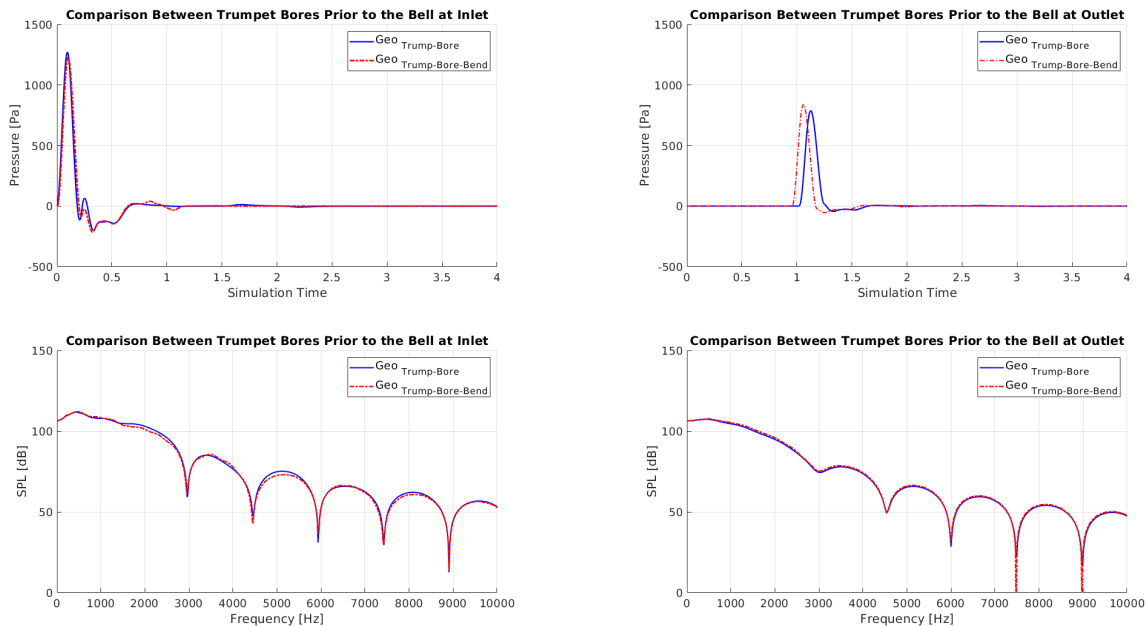 Comparison Between Trumpet Bores Prior to the Bell at Inlet
1500
1000
500
0
-500
Pressure [Pa]
0 0.5 1 1.5 2 2.5 3 3.5 4
Simulation Time
Geo Trump-Bore
Geo Trump-Bore-Bend
Comparison Between Trumpet Bores Prior to the Bell at Outlet
1500
1000
500
0
-500
Pressure [Pa]
0 0.5 1 1.5 2 2.5 3 3.5 4
Simulation Time
Geo Trump-Bore
Geo Trump-Bore-Bend
Comparison Between Trumpet Bores Prior to the Bell at Inlet
150
100
50
0
SPL [dB]
0 1000 2000 3000 4000 5000 6000 7000 8000 9000 10000
Frequency [Hz]
Geo Trump-Bore
Geo Trump-Bore-Bend
Comparison Between Trumpet Bores Prior to the Bell at Outlet
150
100
50
0
SPL [dB]
0 1000 2000 3000 4000 5000 6000 7000 8000 9000 10000
Frequency [Hz]
Geo Trump-Bore
Geo Trump-Bore-Bend